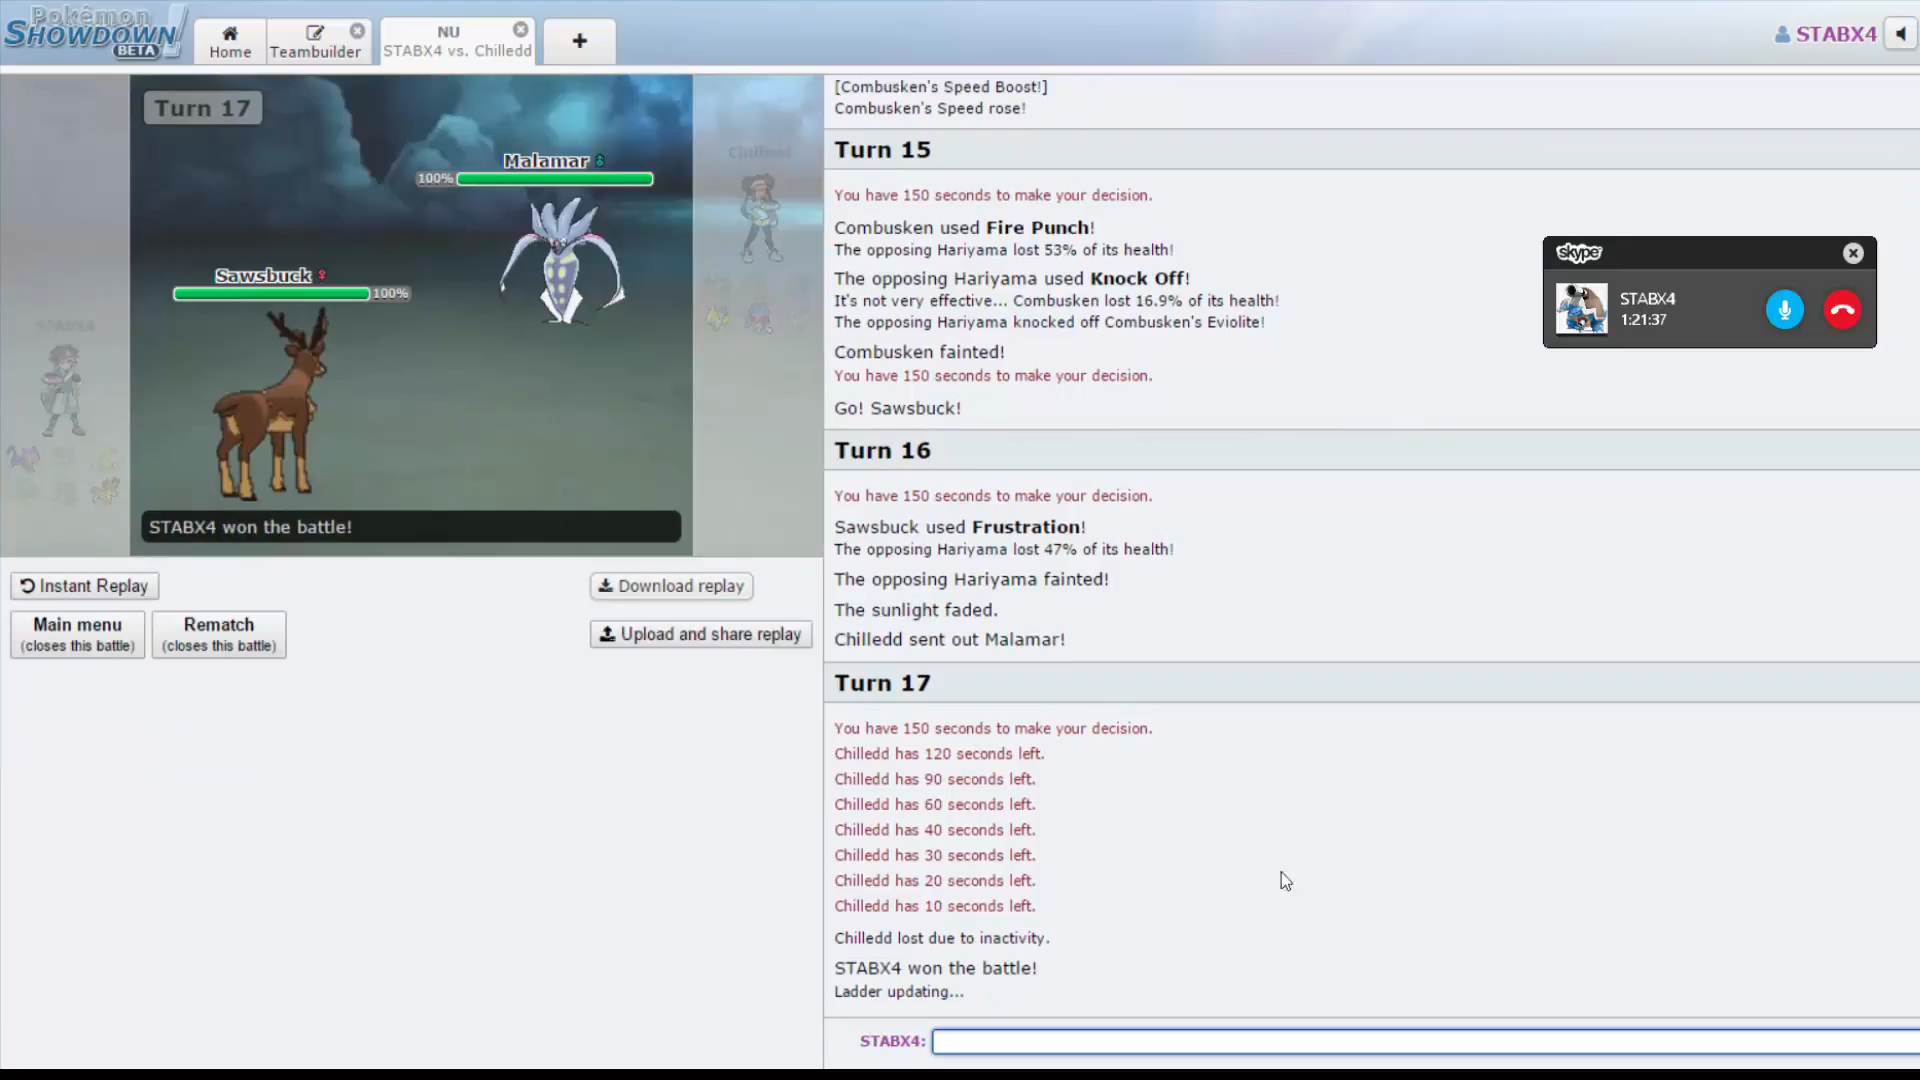 Pokémon
SHOWDOWN!
BETA
Home
Teambuilder
NU
STABX4 vs. Chilledd
+
STABX4
Turn 17
Malamar
100%
Sawsbuck
100%
Chilledd
STABX4
STABX4 won the battle!
Instant Replay
Download replay
Main menu
(closes this battle)
Rematch
(closes this battle)
Upload and share replay
[Combusken's Speed Boost!]
Combusken's Speed rose!
Turn 15
You have 150 seconds to make your decision.
Combusken used Fire Punch!
The opposing Hariyama lost 53% of its health!
The opposing Hariyama used Knock Off!
It's not very effective... Combusken lost 16.9% of its health!
The opposing Hariyama knocked off Combusken's Eviolite!
Combusken fainted!
You have 150 seconds to make your decision.
Go! Sawsbuck!
Turn 16
You have 150 seconds to make your decision.
Sawsbuck used Frustration!
The opposing Hariyama lost 47% of its health!
The opposing Hariyama fainted!
The sunlight faded.
Chilledd sent out Malamar!
Turn 17
You have 150 seconds to make your decision.
Chilledd has 120 seconds left.
Chilledd has 90 seconds left.
Chilledd has 60 seconds left.
Chilledd has 40 seconds left.
Chilledd has 30 seconds left.
Chilledd has 20 seconds left.
Chilledd has 10 seconds left.
Chilledd lost due to inactivity.
STABX4 won the battle!
Ladder updating...
STABX4:
skype
STABX4
1:21:37